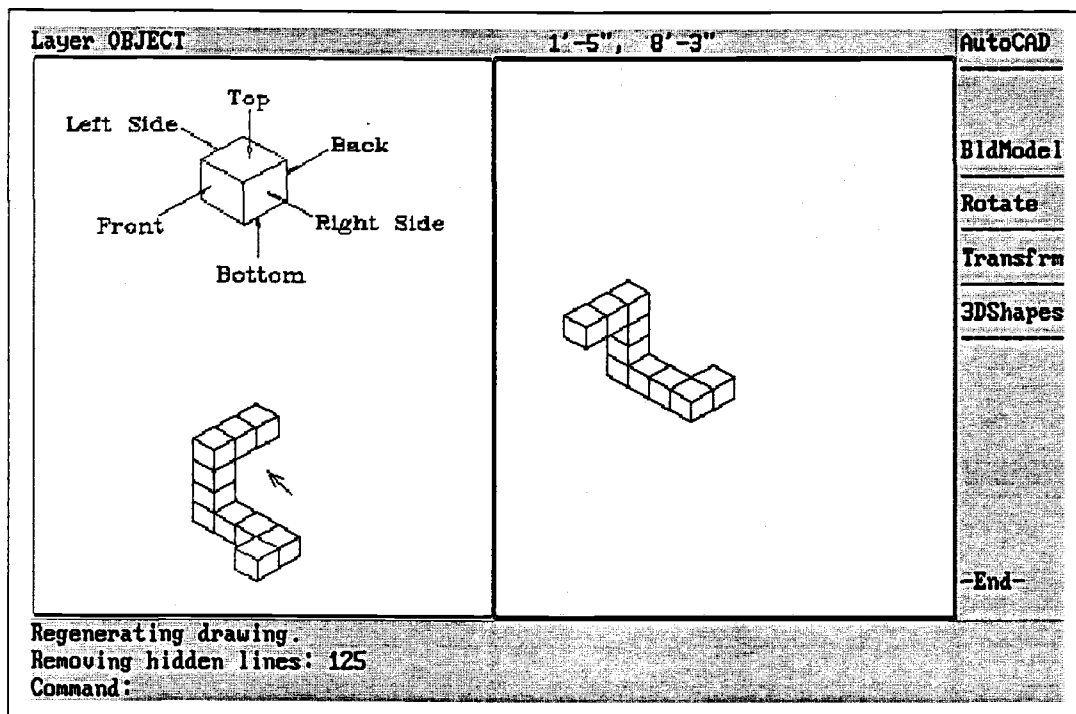 Layer OBJECT 1'-5", 8'-3" AutoCAD
Top
Left Side
Back
Front
Right Side
Bottom
BldModel
Rotate
Transfrm
3DShapes
-End-
Regenerating drawing.
Removing hidden lines: 125
Command: